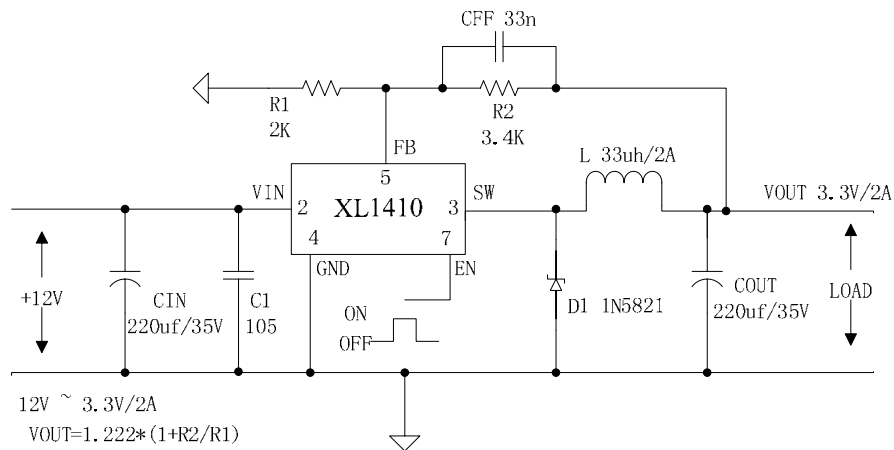 CFF 33n
R1
2K
R2
3.4K
FB
L 33uh/2A
VIN
5
SW
VOUT 3.3V/2A
2
XL1410
3
4
7
GND
EN
+12V
CIN
220uf/35V
C1
105
ON
OFF
D1 1N5821
COUT
220uf/35V
LOAD
12V ~ 3.3V/2A
VOUT=1.222*(1+R2/R1)